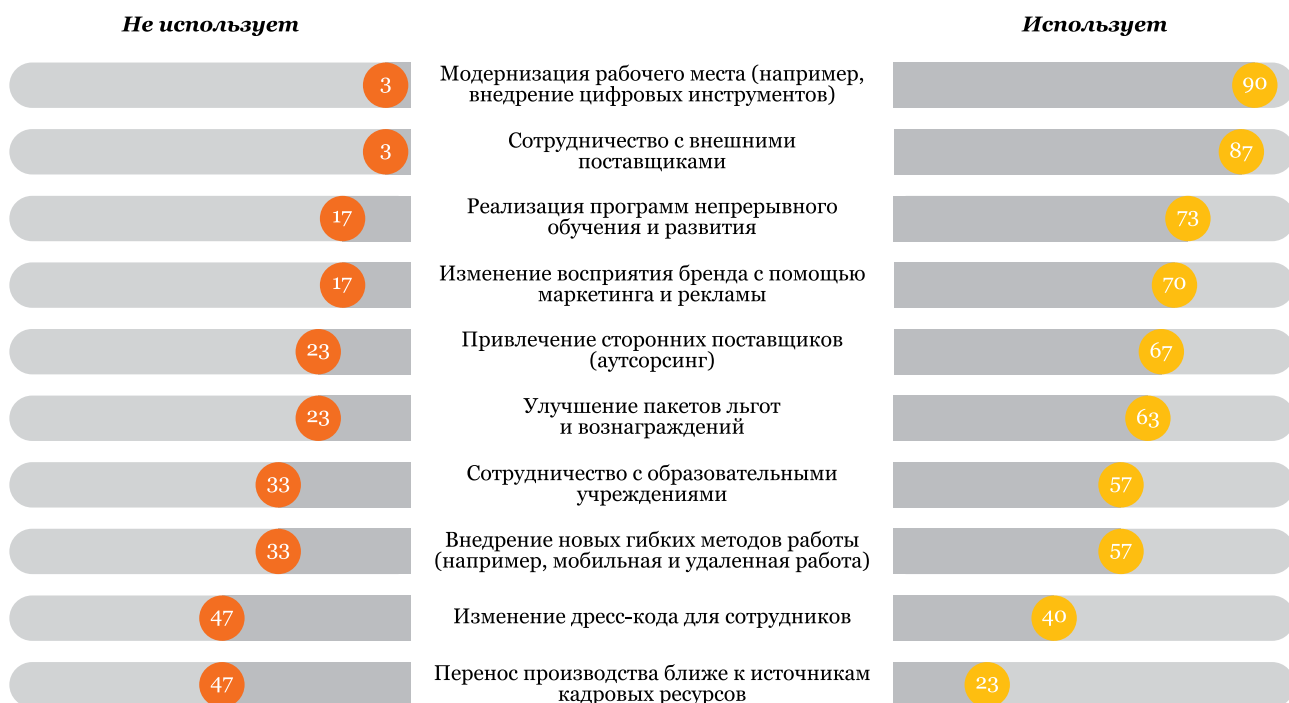 Не использует
Использует
3
Модернизация рабочего места (например,
внедрение цифровых инструментов)
90
3
Сотрудничество с внешними
поставщиками
87
17
Реализация программ непрерывного
обучения и развития
73
17
Изменение восприятия бренда с помощью
маркетинга и рекламы
70
23
Привлечение сторонних поставщиков
(аутсорсинг)
67
23
Улучшение пакетов льгот
и вознаграждений
63
33
Сотрудничество с образовательными
учреждениями
57
33
Внедрение новых гибких методов работы
(например, мобильная и удаленная работа)
57
47
Изменение дресс-кода для сотрудников
40
47
Перенос производства ближе к источникам
кадровых ресурсов
23